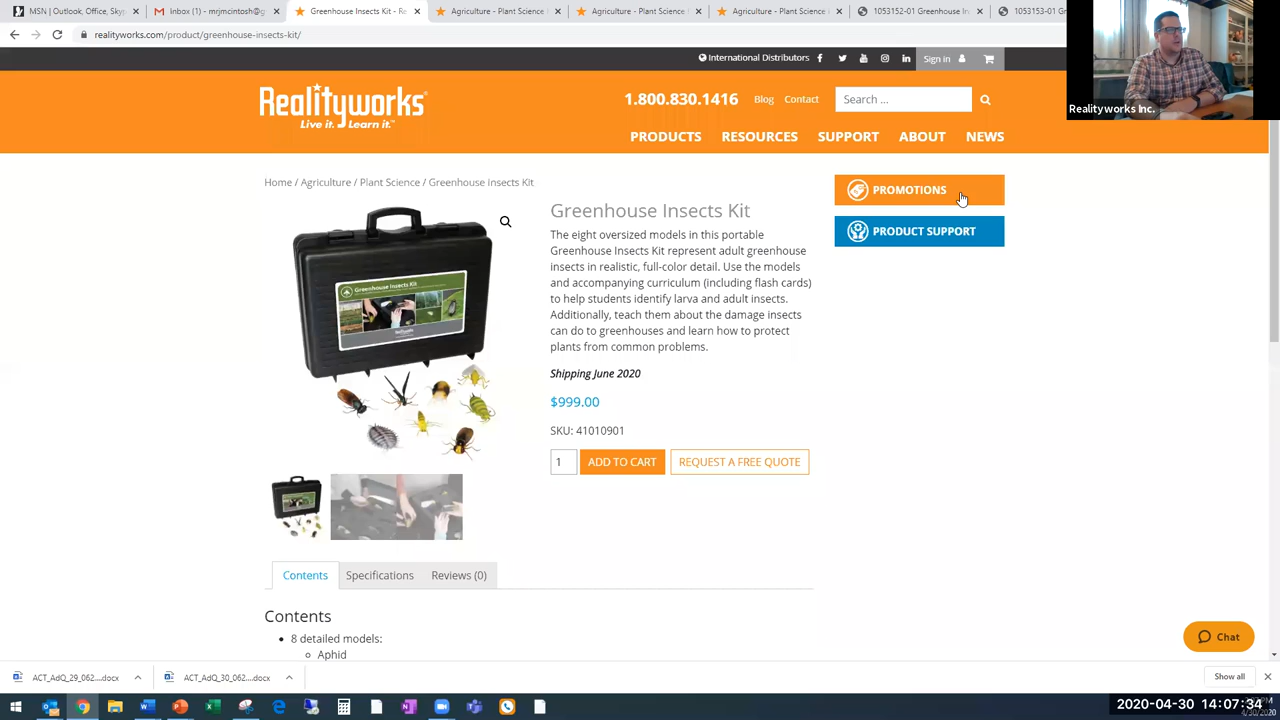 MSN | Outlook, Office, Sky
Inbox (1) - mrjmcintosh@g
Greenhouse Insects Kit - Re
Agriculture - Plant Science -
Agriculture - Plant Science -
Agriculture - Plant Science -
1053152-01 Greenhouse In
1053153-01 Gr
realityworks.com/product/greenhouse-insects-kit/
International Distributors
Sign in
Realityworks
Live it. Learn it.™
1.800.830.1416
Blog
Contact
Search ...
PRODUCTS
RESOURCES
SUPPORT
ABOUT
NEWS
Realityworks Inc.
Home / Agriculture / Plant Science / Greenhouse Insects Kit
PROMOTIONS
PRODUCT SUPPORT
Greenhouse Insects Kit
Greenhouse Insects Kit
The eight oversized models in this portable
Greenhouse Insects Kit represent adult greenhouse
insects in realistic, full-color detail. Use the models
and accompanying curriculum (including flash cards)
to help students identify larva and adult insects.
Additionally, teach them about the damage insects
can do to greenhouses and learn how to protect
plants from common problems.
Shipping June 2020
$999.00
SKU: 41010901
1
ADD TO CART
REQUEST A FREE QUOTE
Contents
Specifications
Reviews (0)
Contents
• 8 detailed models:
Aphid
Chat
ACT_AdQ_29_062....docx
ACT_AdQ_30_062....docx
Show all
2020-04-30 14:07:34
4/30/2020